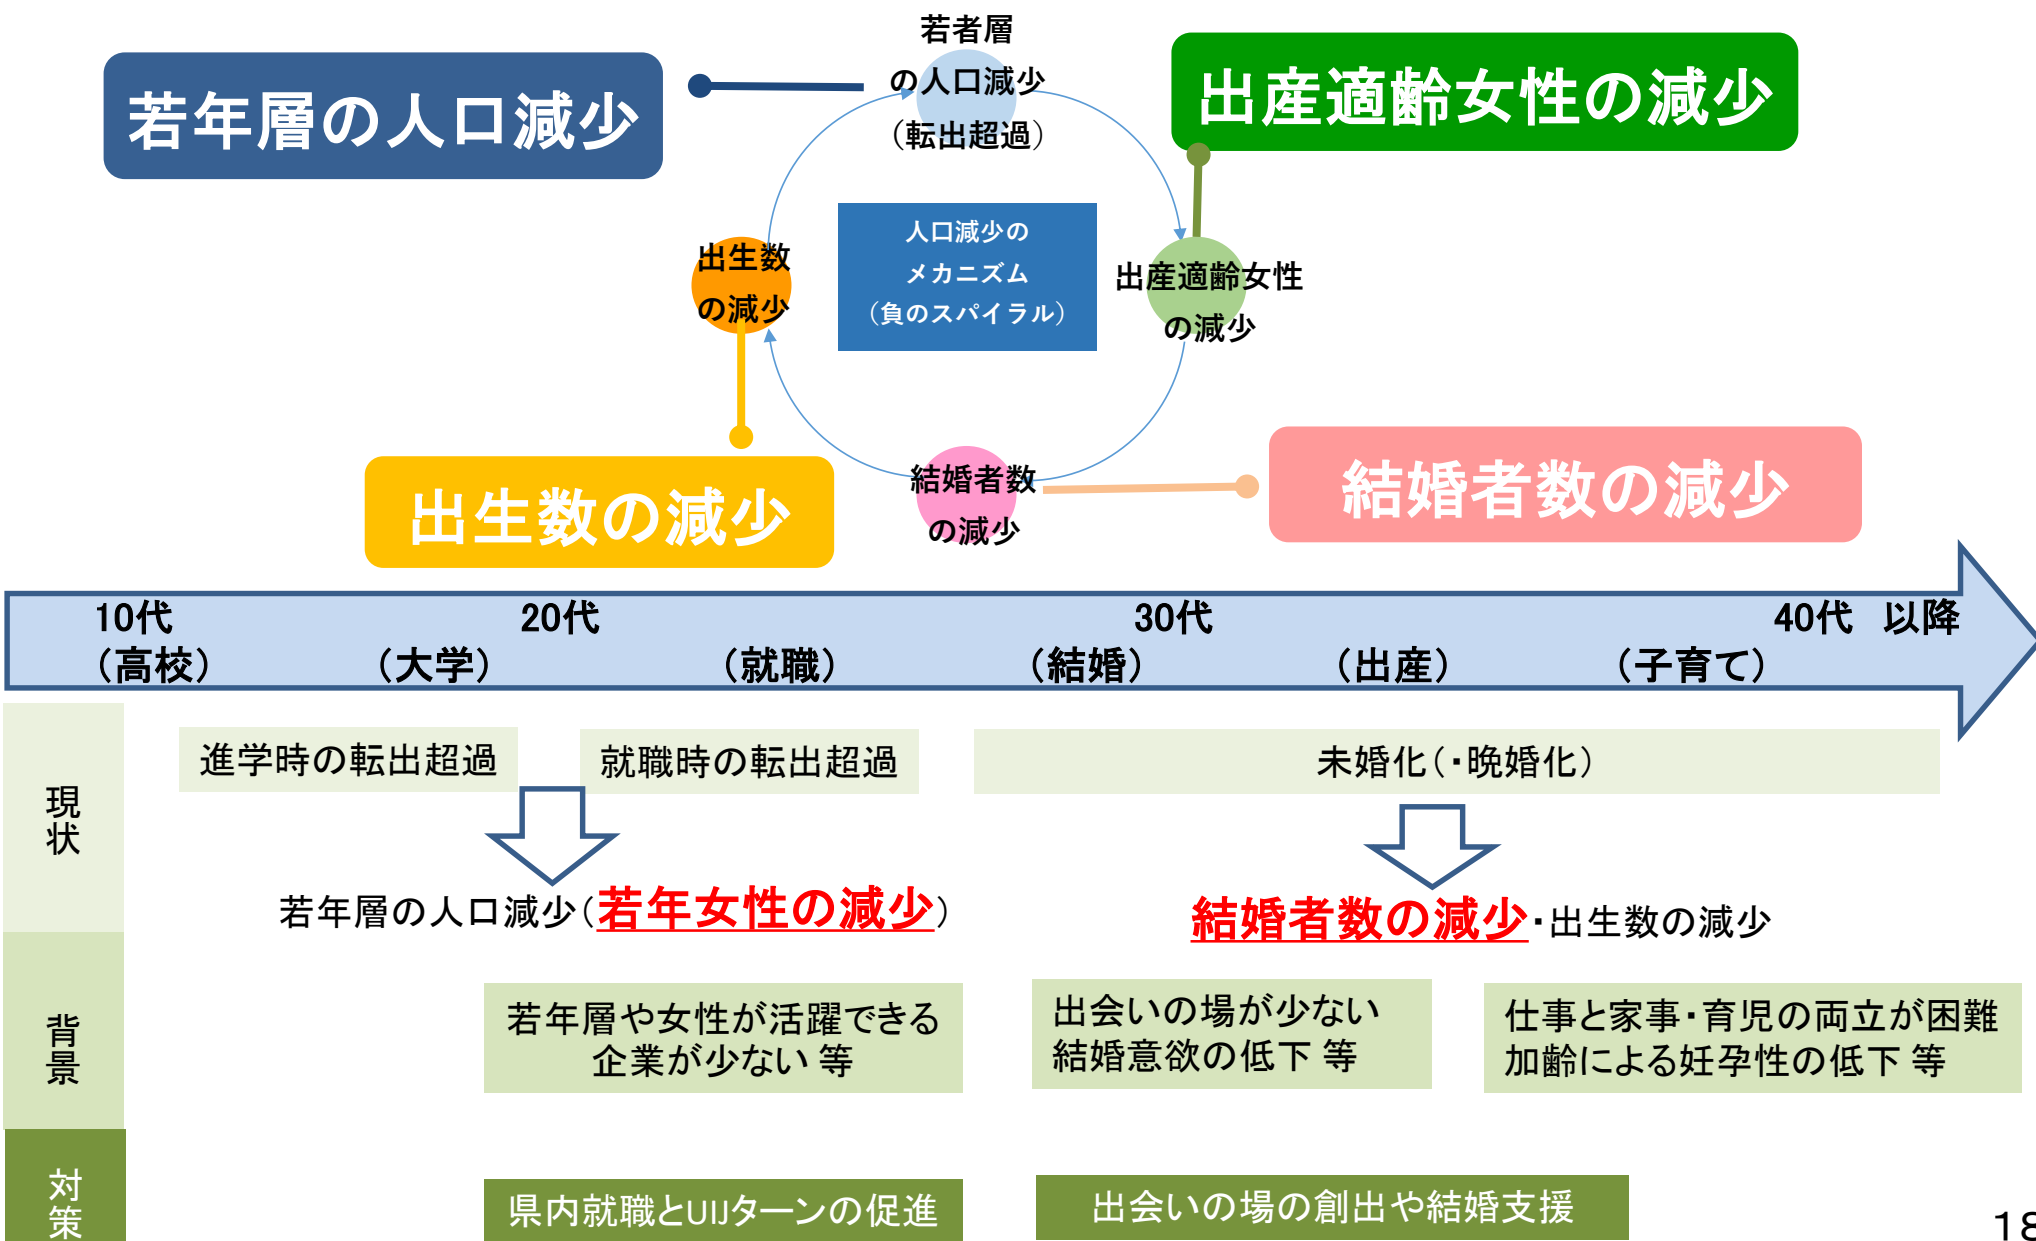 若年層の人口減少
若者層
の人口減少
（転出超過）
出産適齢女性の減少
人口減少の
メカニズム
（負のスパイラル）
出生数
の減少
出産適齢女性
の減少
結婚者数
の減少
出生数の減少
結婚者数の減少
10代 20代 30代 40代 以降
（高校） （大学） （就職） （結婚） （出産） （子育て）
現状
進学時の転出超過
就職時の転出超過
未婚化（・晩婚化）
若年層の人口減少（若年女性の減少）
結婚者数の減少・出生数の減少
背景
若年層や女性が活躍できる
企業が少ない 等
出会いの場が少ない
結婚意欲の低下 等
仕事と家事・育児の両立が困難
加齢による妊孕性の低下 等
対策
県内就職とUIJターンの促進
出会いの場の創出や結婚支援
18